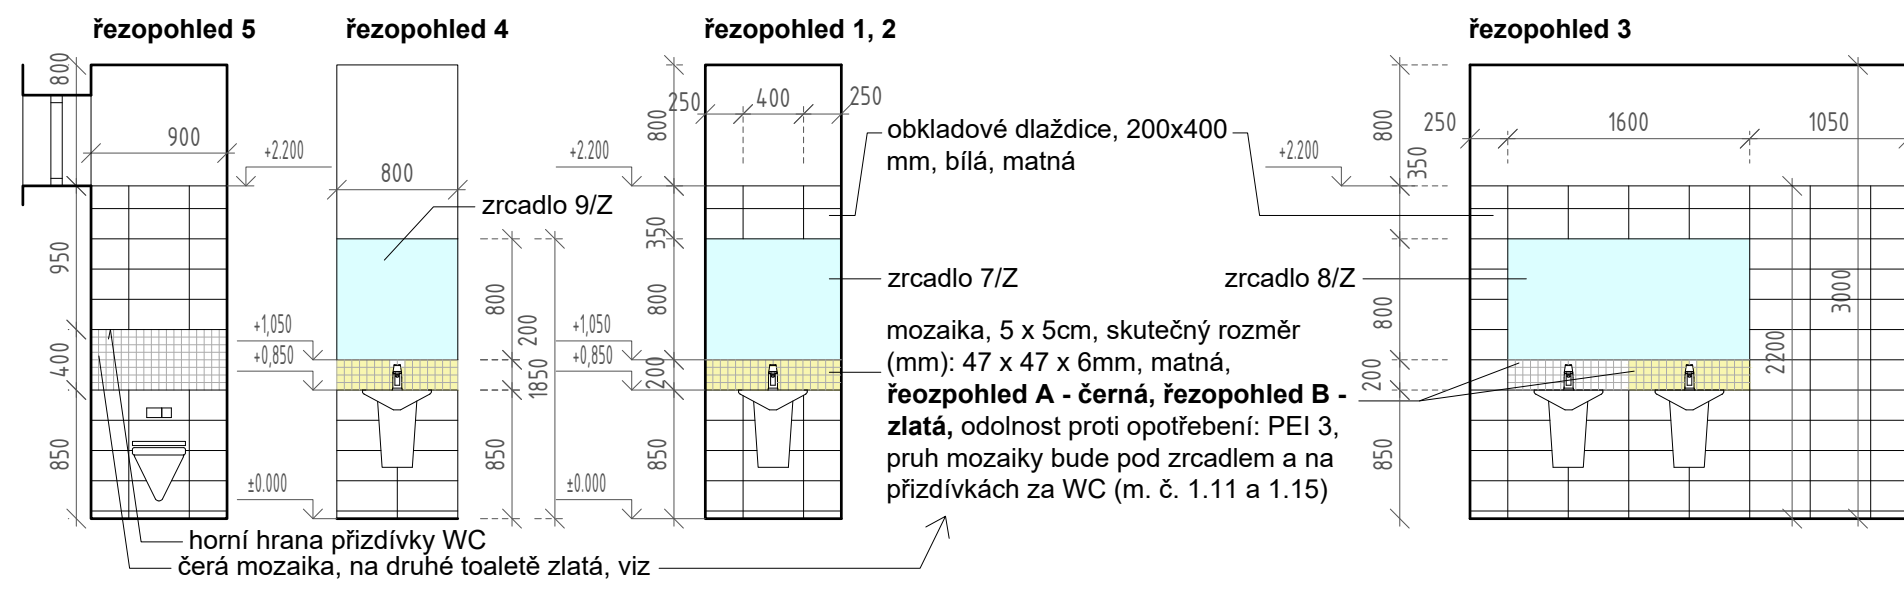 řezopohled 5
řezopohled 4
řezopohled 1, 2
řezopohled 3
800
900
950
400
850
+2.200
+1,050
+0,850
±0.000
horní hrana přizdívky WC
čerá mozaika, na druhé toaletě zlatá, viz
800
zrcadlo 9/Z
800
200
1850
850
+2.200
+1,050
+0,850
±0.000
250
400
250
800
350
800
200
850
obkladové dlaždice, 200x400
mm, bílá, matná
zrcadlo 7/Z
zrcadlo 8/Z
mozaika, 5 x 5cm, skutečný rozměr
(mm): 47 x 47 x 6mm, matná,
řeozpohled A - černá, řezopohled B -
zlatá, odolnost proti opotřebení: PEI 3,
pruh mozaiky bude pod zrcadlem a na
přizdívkách za WC (m. č. 1.11 a 1.15)
+2.200
800
350
800
200
850
250
1600
1050
2200
3000